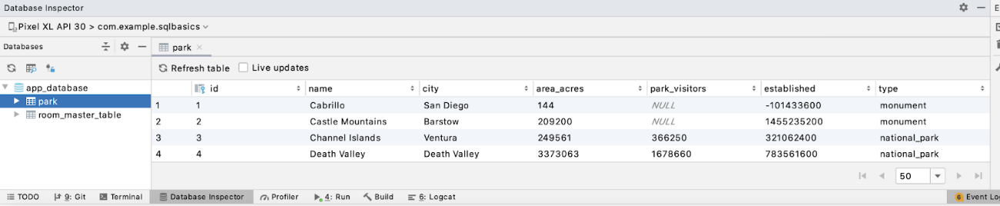 Database Inspector
Pixel XL API 30 > com.example.sqlbasics
Databases
park
Refresh table Live updates
app_database
park
room_master_table
id name city area_acres park_visitors established type
1 1 Cabrillo San Diego 144 NULL -101433600 monument
2 2 Castle Mountains Barstow 209200 NULL 1455235200 monument
3 3 Channel Islands Ventura 249561 366250 321062400 national_park
4 4 Death Valley Death Valley 3373063 1678660 783561600 national_park
50
TODO 9: Git Terminal Database Inspector Profiler 4: Run Build 6: Logcat 6 Event Log